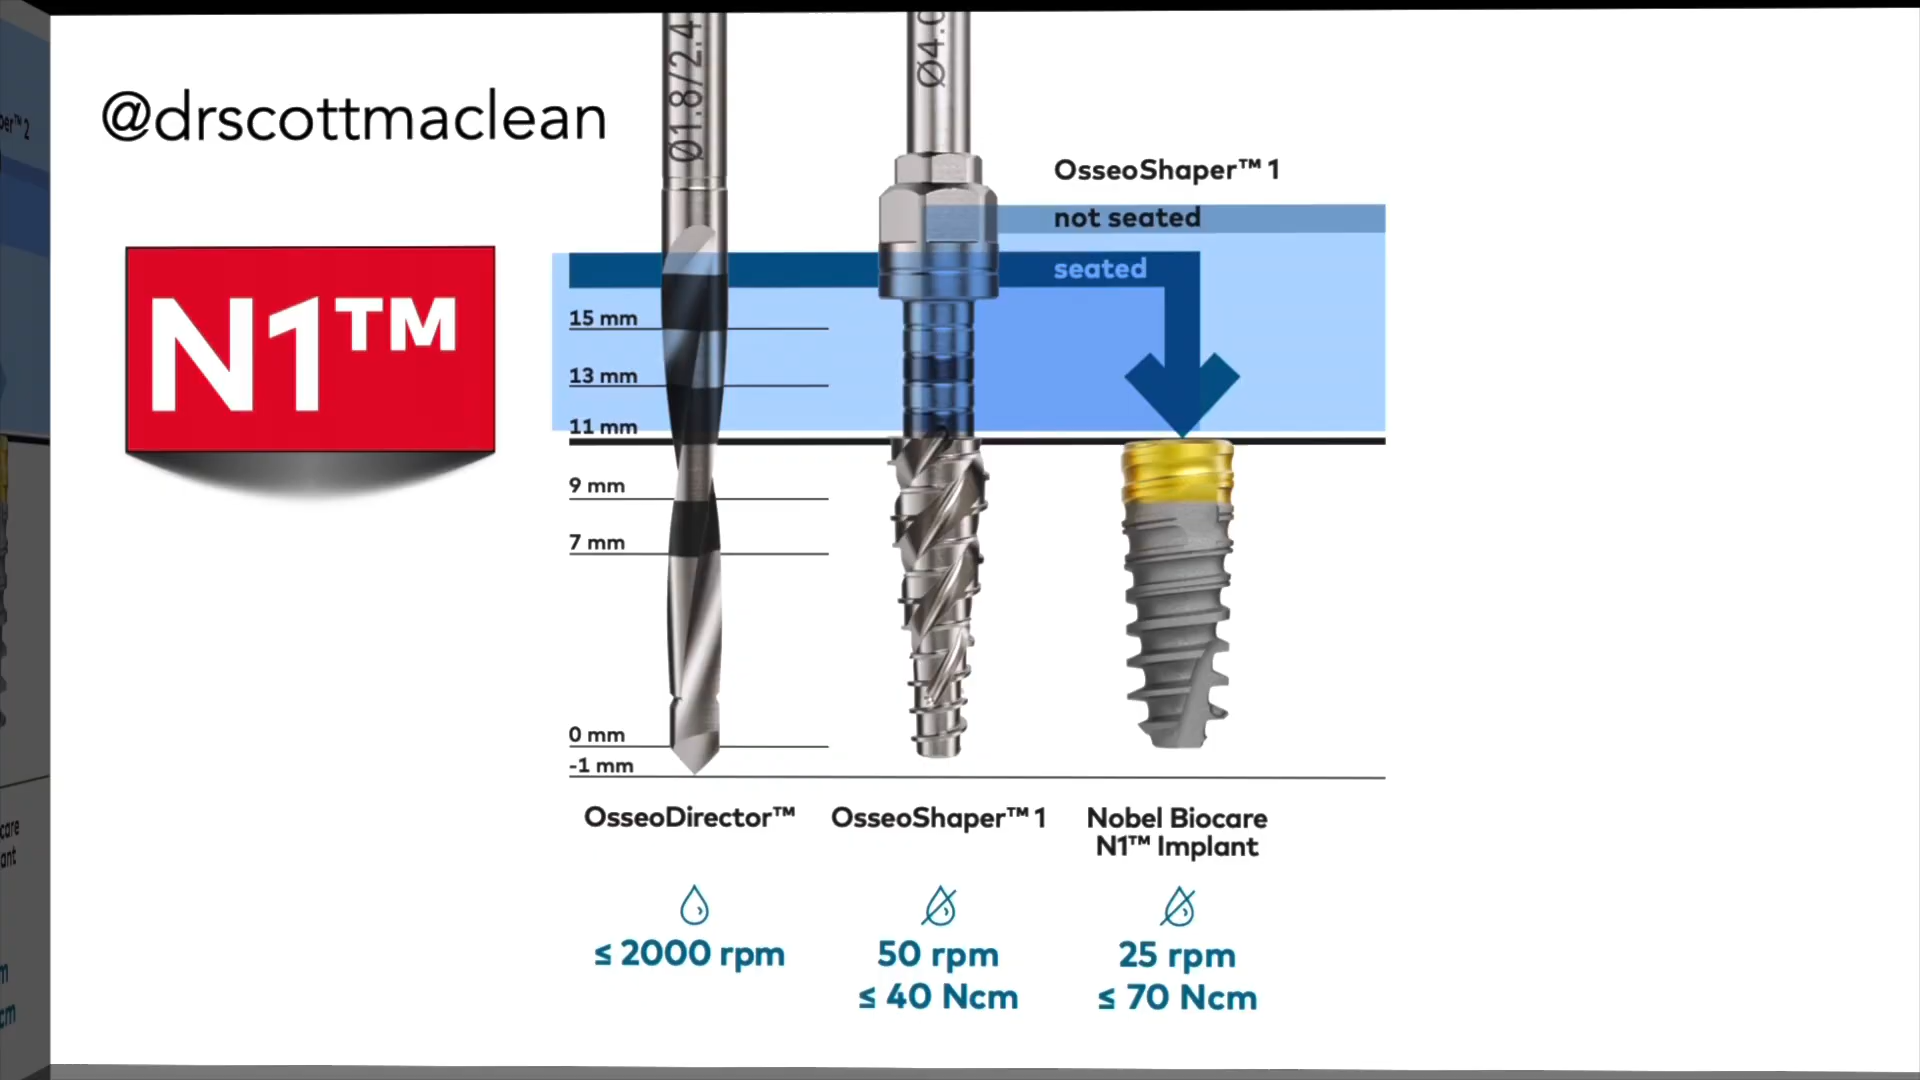 @drscottmaclean
N1™
Ø1.8/2.4
Ø4.0
OsseoShaper™ 1
not seated
seated
15 mm
13 mm
11 mm
9 mm
7 mm
0 mm
-1 mm
OsseoDirector™
OsseoShaper™ 1
Nobel Biocare
N1™ Implant
≤ 2000 rpm
50 rpm
≤ 40 Ncm
25 rpm
≤ 70 Ncm